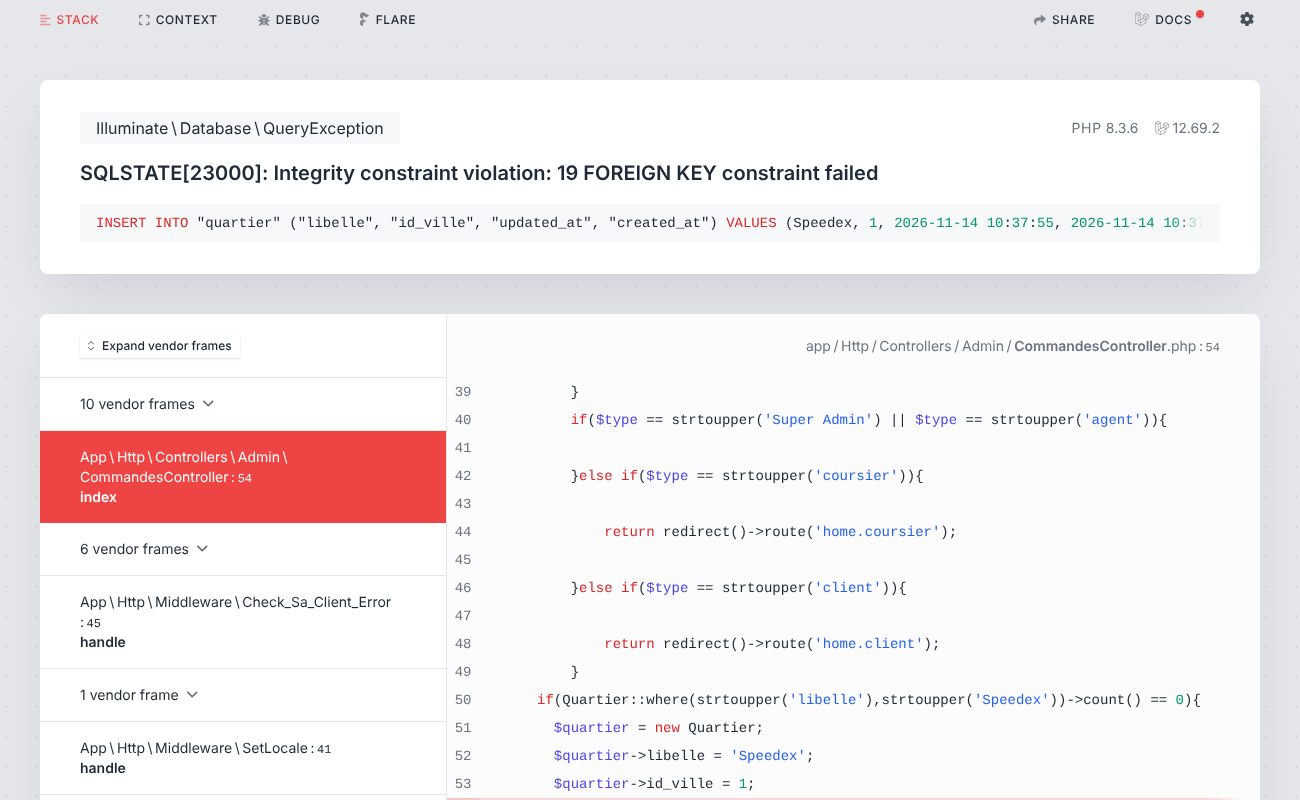 STACK CONTEXT DEBUG FLARE SHARE DOCS
Illuminate\Database\QueryException
PHP 8.3.6 12.69.2
SQLSTATE[23000]: Integrity constraint violation: 19 FOREIGN KEY constraint failed
INSERT INTO "quartier" ("libelle", "id_ville", "updated_at", "created_at") VALUES (Speedex, 1, 2026-11-14 10:37:55, 2026-11-14 10:37
Expand vendor frames
10 vendor frames
App\Http\Controllers\Admin\
CommandesController:54
index
6 vendor frames
App\Http\Middleware\Check_Sa_Client_Error
:45
handle
1 vendor frame
App\Http\Middleware\SetLocale:41
handle
app/Http/Controllers/Admin/CommandesController.php:54
39 }
40 if($type == strtoupper('Super Admin') || $type == strtoupper('agent')){
41
42 }else if($type == strtoupper('coursier')){
43
44 return redirect()->route('home.coursier');
45
46 }else if($type == strtoupper('client')){
47
48 return redirect()->route('home.client');
49 }
50 if(Quartier::where(strtoupper('libelle'),strtoupper('Speedex'))->count() == 0){
51 $quartier = new Quartier;
52 $quartier->libelle = 'Speedex';
53 $quartier->id_ville = 1;